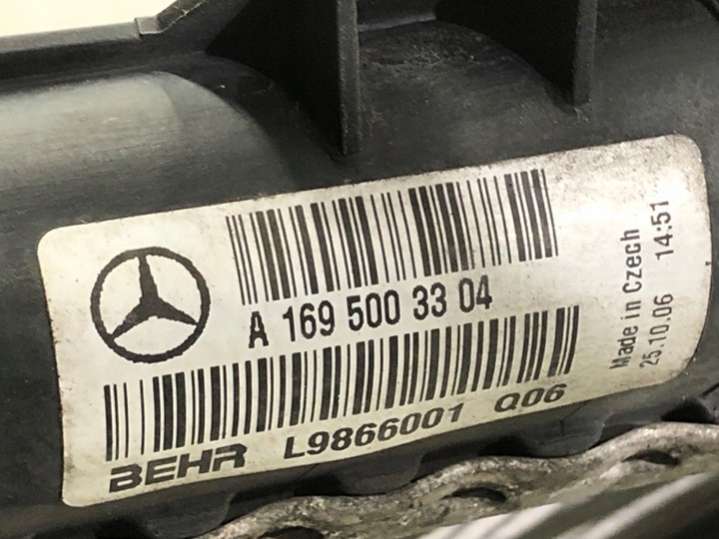 A 169 500 33 04
BEHR L9866001 Q06
Made in Czech
25.10.06 14:51